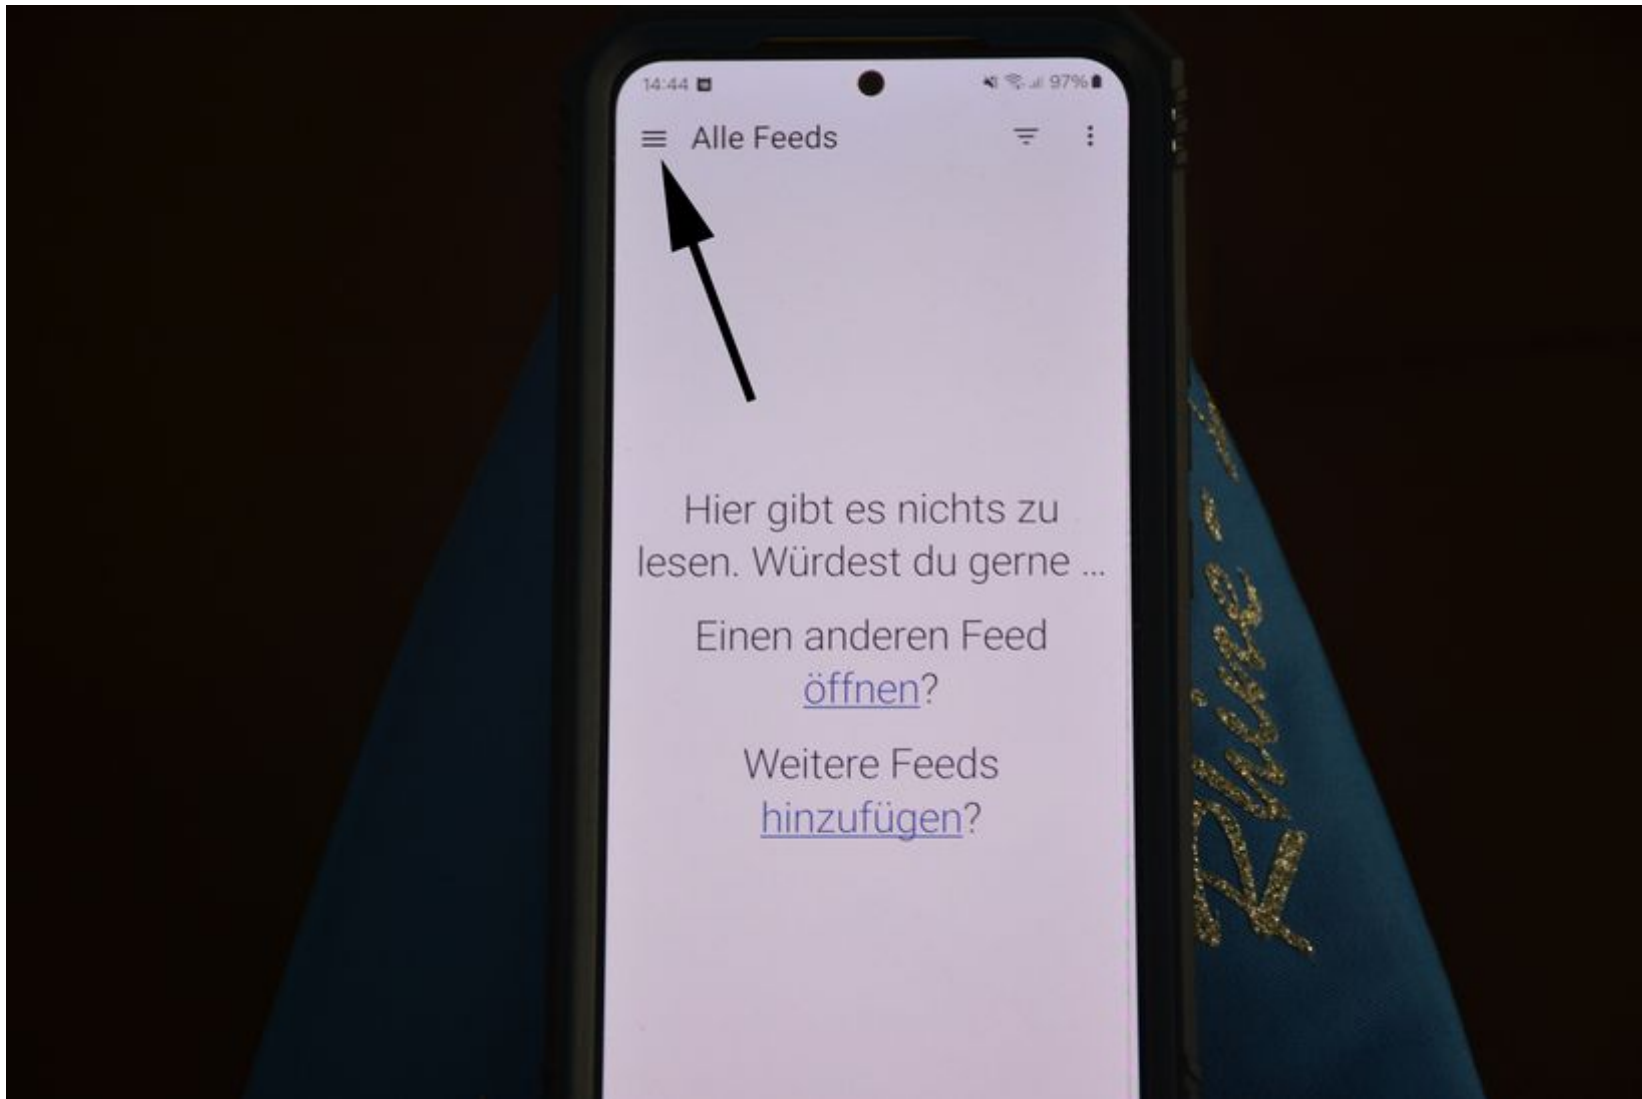 14:44
97%
Alle Feeds
Hier gibt es nichts zu
lesen. Würdest du gerne ...
Einen anderen Feed
öffnen?
Weitere Feeds
hinzufügen?
Rhine -